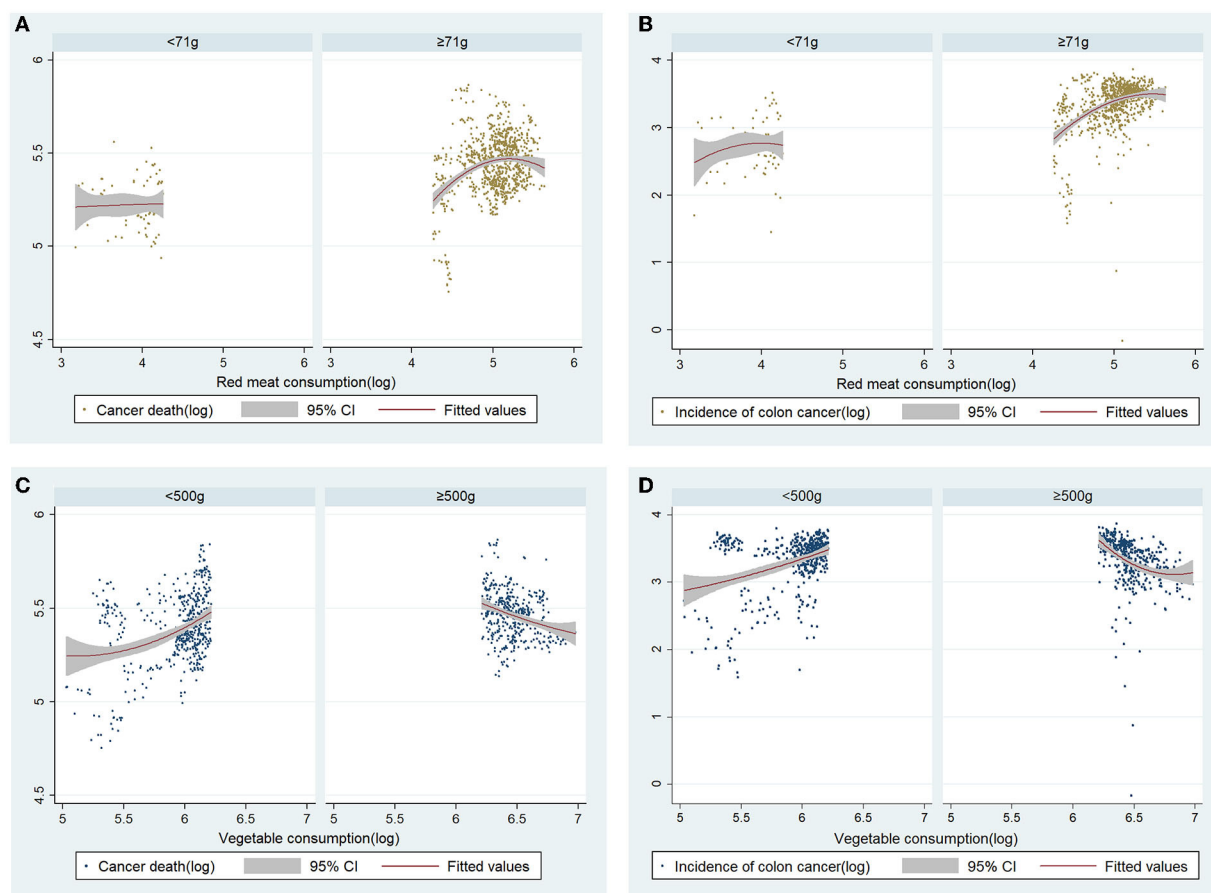 A
<71g
≥71g
6
5.5
5
4.5
3 4 5 6 3 4 5 6
Red meat consumption(log)
Cancer death(log) 95% CI Fitted values
B
<71g
≥71g
4
3
2
1
0
3 4 5 6 3 4 5 6
Red meat consumption(log)
Incidence of colon cancer(log) 95% CI Fitted values
C
<500g
≥500g
6
5.5
5
4.5
5 5.5 6 6.5 7 5 5.5 6 6.5 7
Vegetable consumption(log)
Cancer death(log) 95% CI Fitted values
D
<500g
≥500g
4
3
2
1
0
5 5.5 6 6.5 7 5 5.5 6 6.5 7
Vegetable consumption(log)
Incidence of colon cancer(log) 95% CI Fitted values